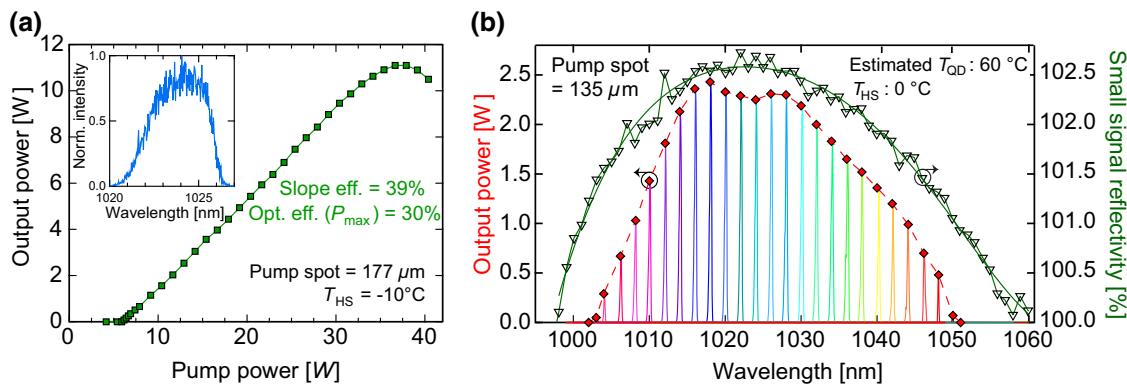 (a)
12
10
8
6
4
2
0
Output power [W]
1.0
0.5
0.0
Norm. intensity
1020
1025
Wavelength [nm]
Slope eff. = 39%
Opt. eff. (Pmax) = 30%
Pump spot = 177 µm
THS = -10°C
0 10 20 30 40
Pump power [W]
(b)
2.5
2.0
1.5
1.0
0.5
0.0
Output power [W]
Pump spot
= 135 µm
Estimated TQD : 60 °C
THS : 0 °C
102.5
102.0
101.5
101.0
100.5
100.0
Small signal reflectivity [%]
1000 1010 1020 1030 1040 1050 1060
Wavelength [nm]